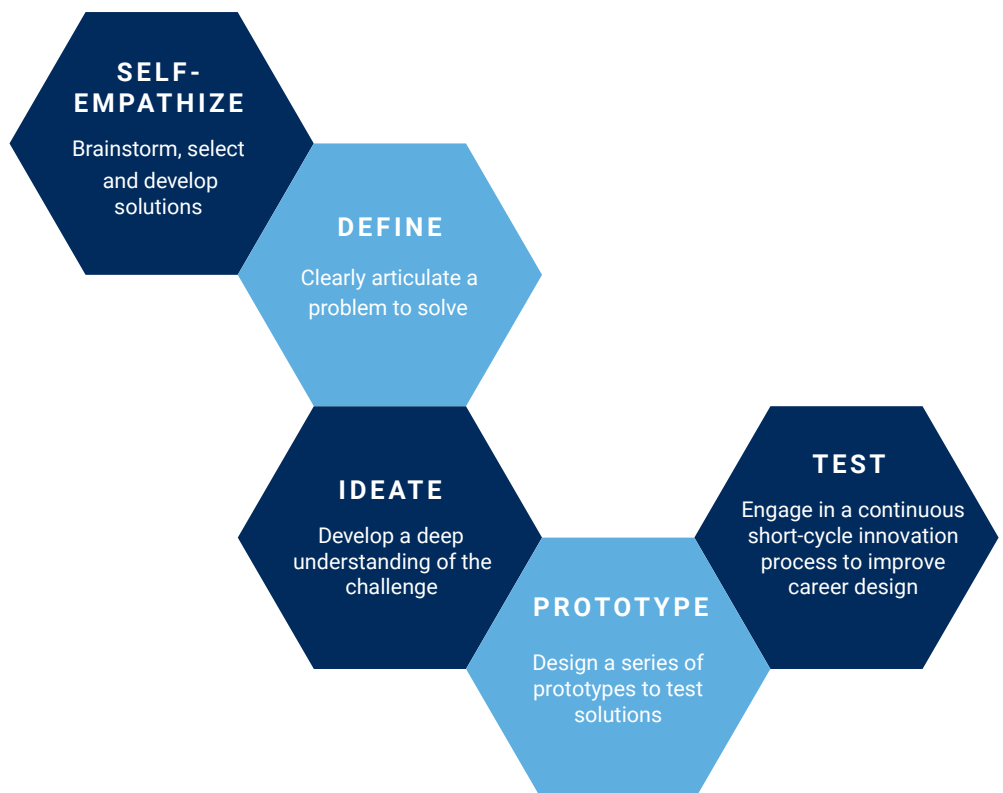 SELF-
EMPATHIZE
Brainstorm, select
and develop
solutions
DEFINE
Clearly articulate a
problem to solve
IDEATE
Develop a deep
understanding of the
challenge
PROTOTYPE
Design a series of
prototypes to test
solutions
TEST
Engage in a continuous
short-cycle innovation
process to improve
career design